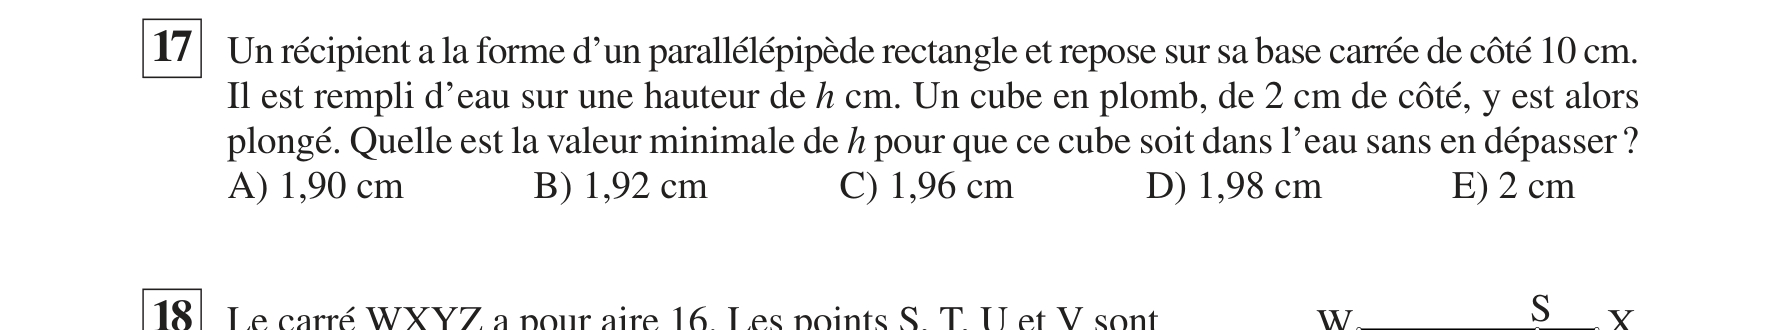 17 Un récipient a la forme d’un parallélépipède rectangle et repose sur sa base carrée de côté 10 cm.
Il est rempli d’eau sur une hauteur de h cm. Un cube en plomb, de 2 cm de côté, y est alors
plongé. Quelle est la valeur minimale de h pour que ce cube soit dans l’eau sans en dépasser ?
A) 1,90 cm B) 1,92 cm C) 1,96 cm D) 1,98 cm E) 2 cm
18 Le carré WXYZ a pour aire 16. Les points S, T, U et V sont
W S X